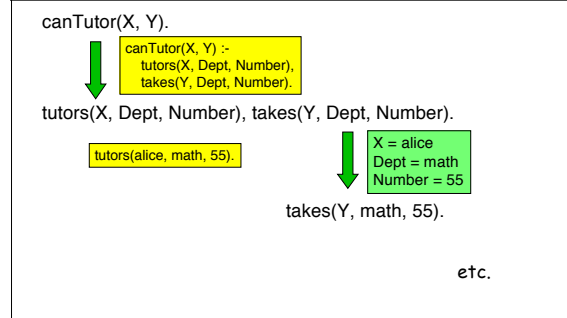 canTutor(X, Y).
canTutor(X, Y) :-
tutors(X, Dept, Number),
takes(Y, Dept, Number).
tutors(X, Dept, Number), takes(Y, Dept, Number).
tutors(alice, math, 55).
X = alice
Dept = math
Number = 55
takes(Y, math, 55).
etc.